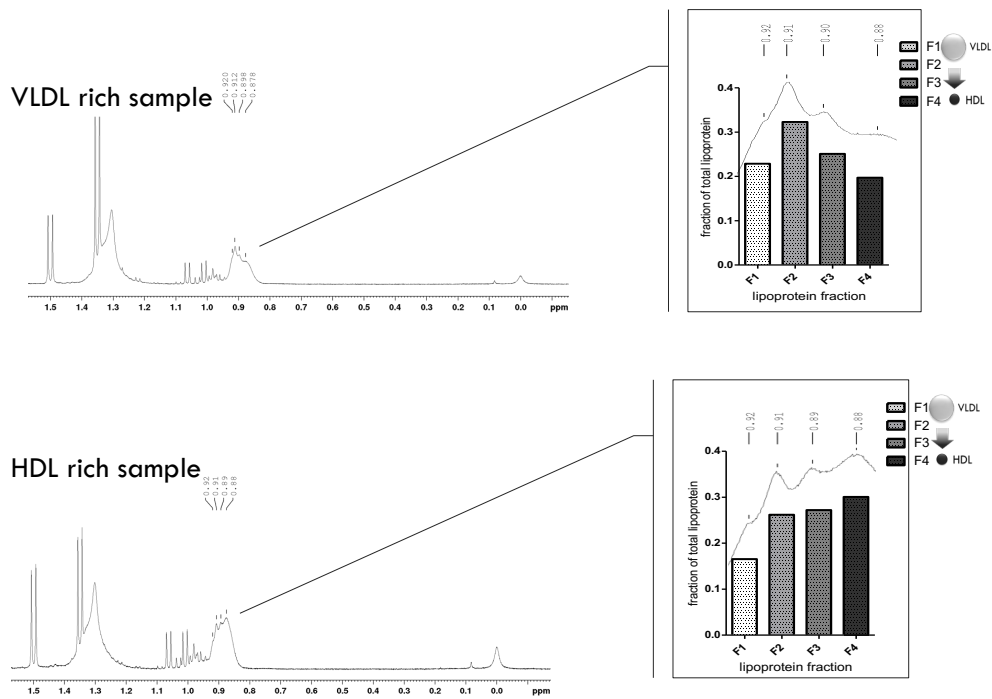 VLDL rich sample
0.920
0.912
0.898
0.878
1.5 1.4 1.3 1.2 1.1 1.0 0.9 0.8 0.7 0.6 0.5 0.4 0.3 0.2 0.1 0.0 ppm
0.92
0.91
0.90
0.88
F1 VLDL
F2
F3
F4 HDL
fraction of total lipoprotein
0.4
0.3
0.2
0.1
0.0
F1 F2 F3 F4
lipoprotein fraction
HDL rich sample
0.92
0.91
0.89
0.88
1.5 1.4 1.3 1.2 1.1 1.0 0.9 0.8 0.7 0.6 0.5 0.4 0.3 0.2 0.1 0.0 ppm
0.92
0.91
0.89
0.88
F1 VLDL
F2
F3
F4 HDL
fraction of total lipoprotein
0.4
0.3
0.2
0.1
0.0
F1 F2 F3 F4
lipoprotein fraction